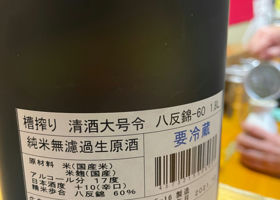 槽搾り 清酒大号令 八反錦-60 1.8L
純米無濾過生原酒
要冷蔵
原材料 米(国産米)
米麹(国産米)
アルコール分 17度
日本酒度 +10(辛口)
精米歩合 八反錦 60%
製造